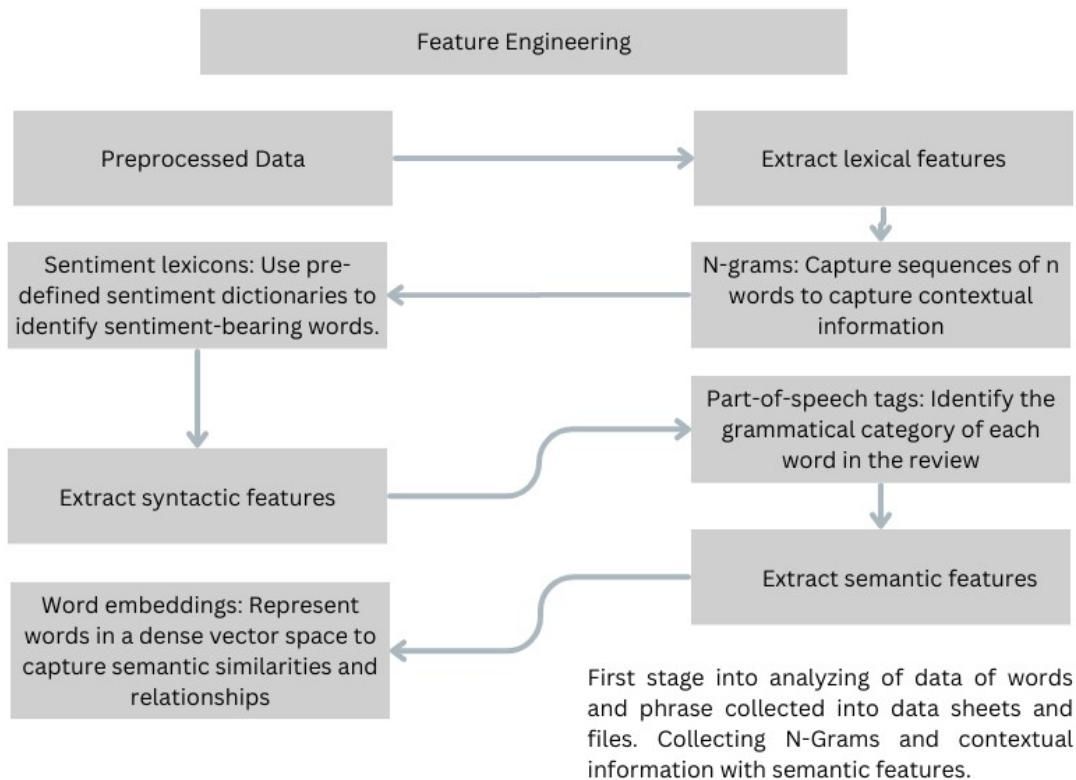 Feature Engineering
Preprocessed Data
Extract lexical features
N-grams: Capture sequences of n
words to capture contextual
information
Sentiment lexicons: Use pre-
defined sentiment dictionaries to
identify sentiment-bearing words.
Extract syntactic features
Part-of-speech tags: Identify the
grammatical category of each
word in the review
Extract semantic features
Word embeddings: Represent
words in a dense vector space to
capture semantic similarities and
relationships
First stage into analyzing of data of words
and phrase collected into data sheets and
files. Collecting N-Grams and contextual
information with semantic features.